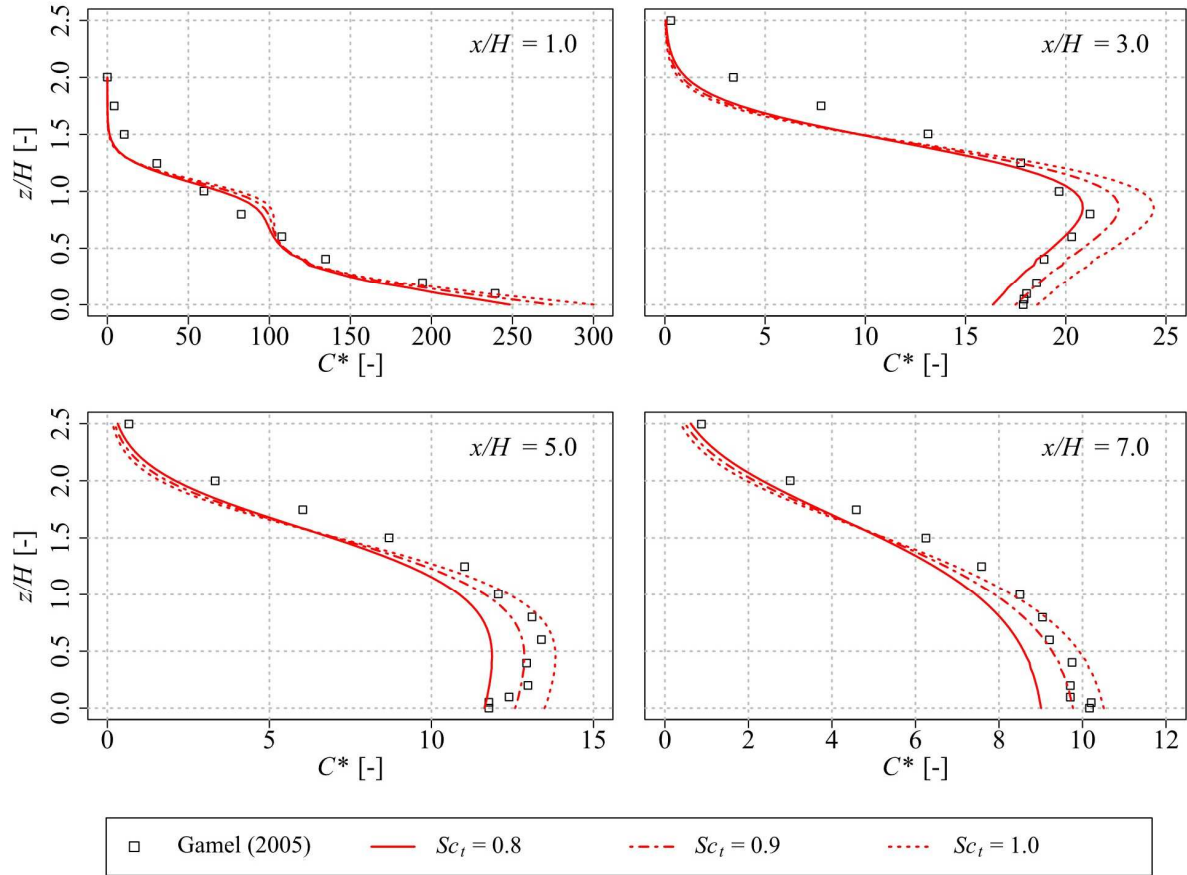 x/H = 1.0
z/H [-]
2.5
2.0
1.5
1.0
0.5
0.0
0 50 100 150 200 250 300
C* [-]
x/H = 3.0
0 5 10 15 20 25
C* [-]
x/H = 5.0
z/H [-]
2.5
2.0
1.5
1.0
0.5
0.0
0 5 10 15
C* [-]
x/H = 7.0
0 2 4 6 8 10 12
C* [-]
Gamel (2005) Sct = 0.8 Sct = 0.9 Sct = 1.0